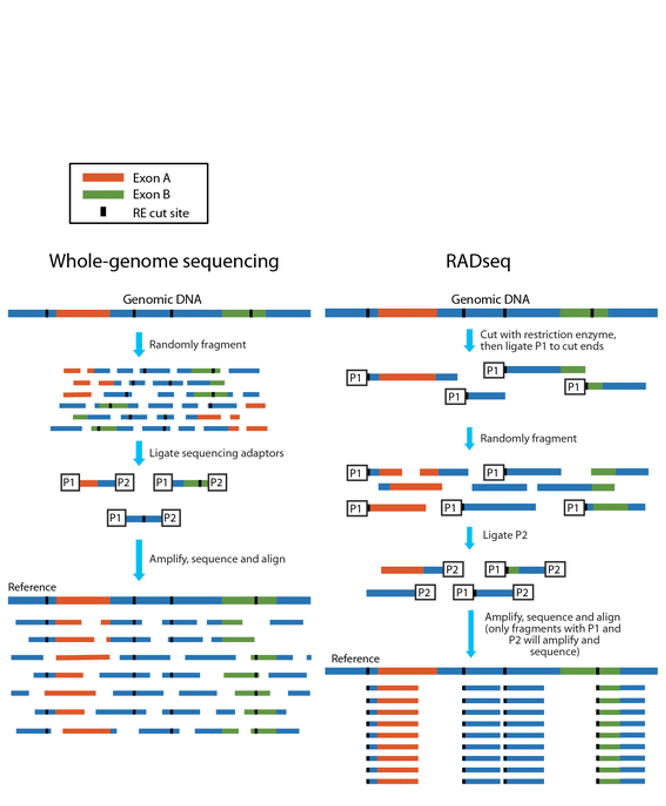 Exon A
Exon B
RE cut site
Whole-genome sequencing
Genomic DNA
Randomly fragment
Ligate sequencing adaptors
P1 P2 P1 P2
P1 P2
Amplify, sequence and align
Reference
RADseq
Genomic DNA
Cut with restriction enzyme,
then ligate P1 to cut ends
P1
P1
P1
P1
Randomly fragment
P1 P1
P1 P1 P1
Ligate P2
P2 P1 P2
P2 P1 P2
Amplify, sequence and align
(only fragments with P1 and
P2 will amplify and
sequence)
Reference